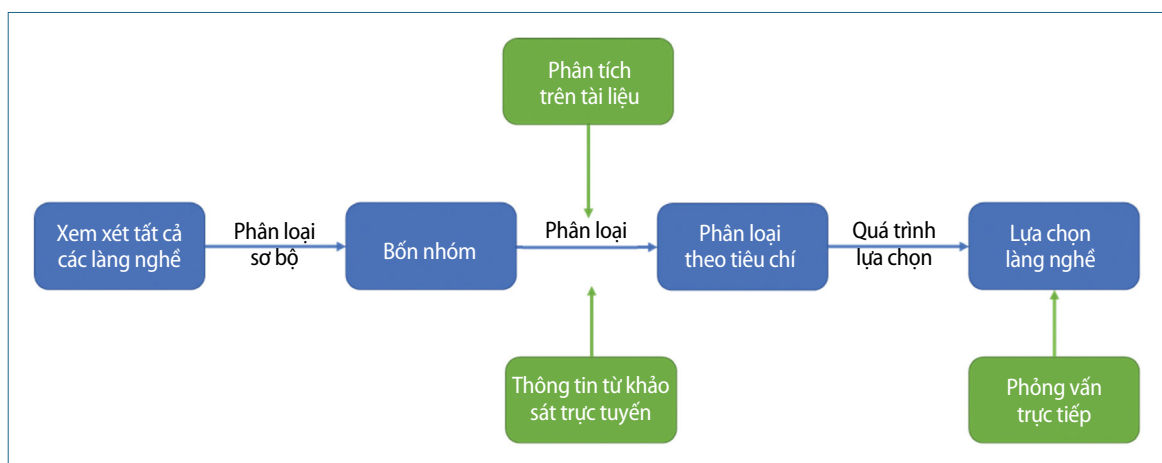 Phân tích
trên tài liệu
Xem xét tất cả
các làng nghề
Phân loại
sơ bộ
Bốn nhóm
Phân loại
Phân loại
theo tiêu chí
Quá trình
lựa chọn
Lựa chọn
làng nghề
Thông tin từ khảo
sát trực tuyến
Phỏng vấn
trực tiếp